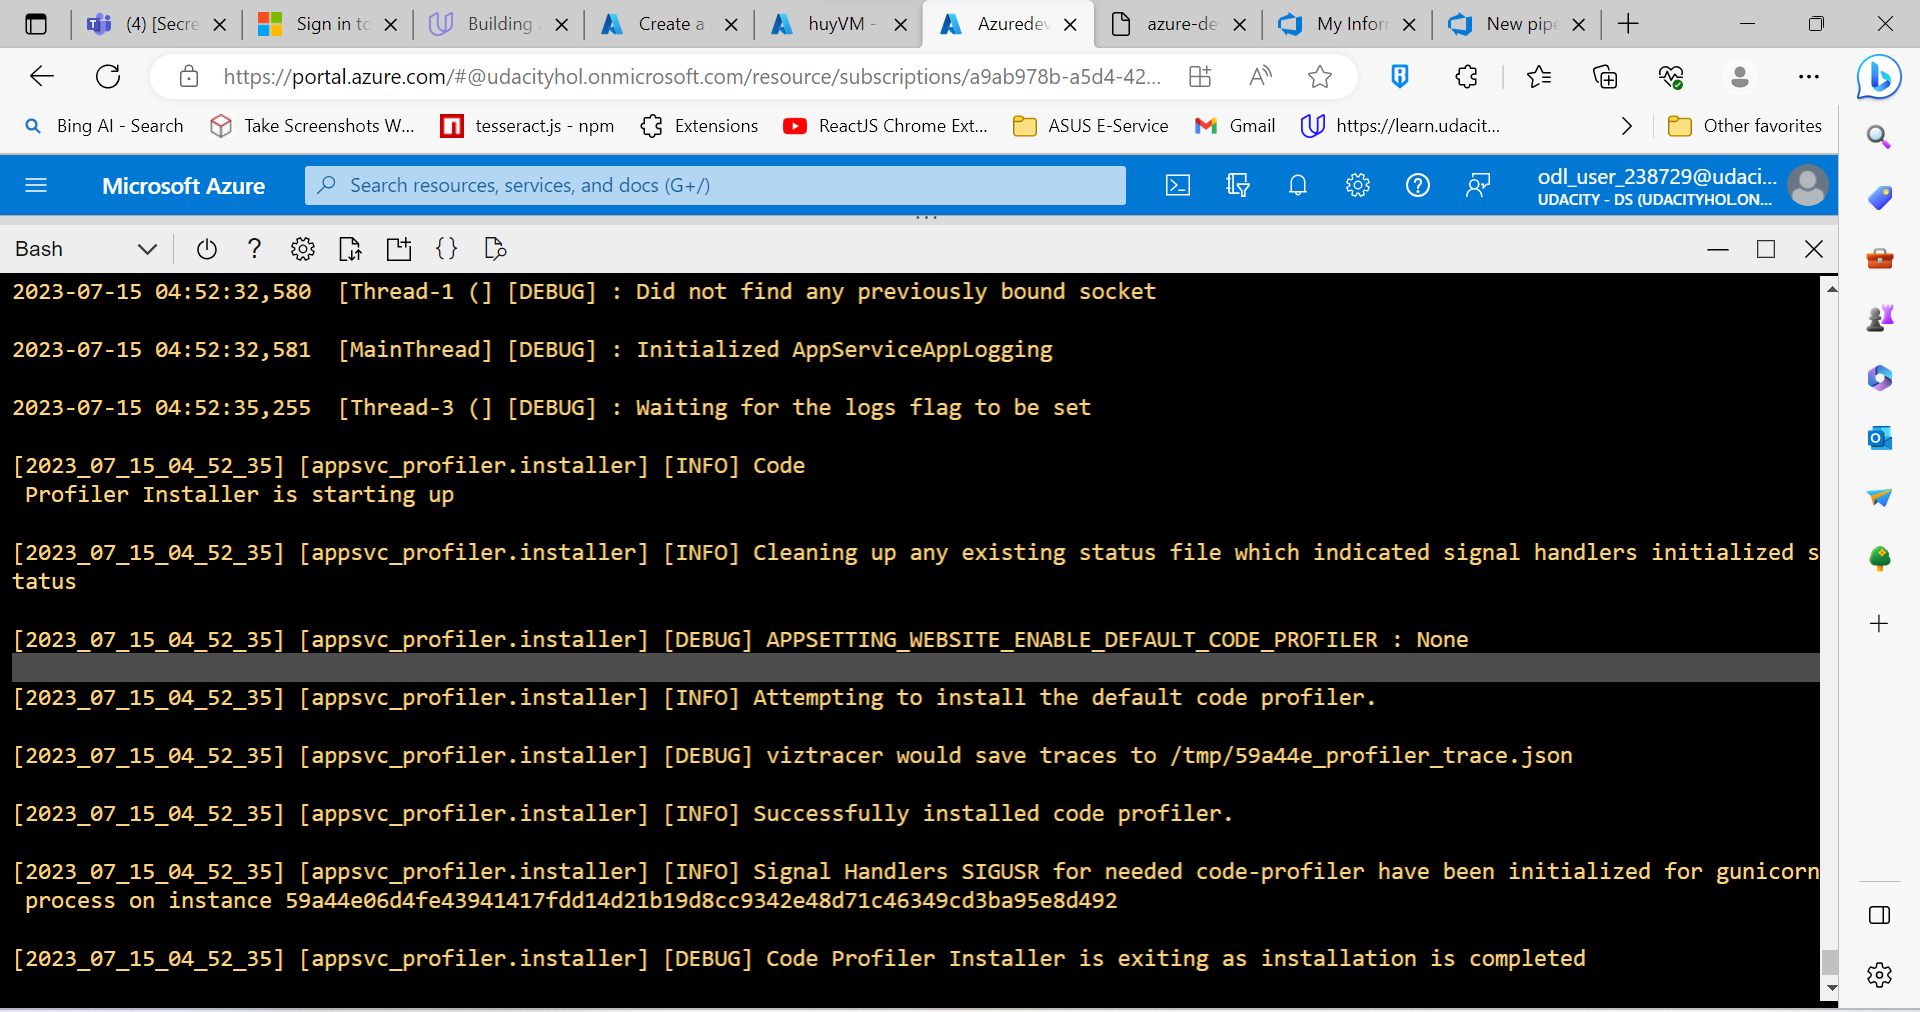 (4) [Secre
Sign in to
Building
Create a
huyVM -
Azuredev
azure-de
My Infor
New pipe
https://portal.azure.com/#@udacityhol.onmicrosoft.com/resource/subscriptions/a9ab978b-a5d4-42...
Bing AI - Search
Take Screenshots W...
tesseract.js - npm
Extensions
ReactJS Chrome Ext...
ASUS E-Service
Gmail
https://learn.udacit...
Other favorites
Microsoft Azure
Search resources, services, and docs (G+/)
odl_user_238729@udaci...
UDACITY - DS (UDACITYHOL.ON...
Bash
2023-07-15 04:52:32,580  [Thread-1 (] [DEBUG] : Did not find any previously bound socket
2023-07-15 04:52:32,581  [MainThread] [DEBUG] : Initialized AppServiceAppLogging
2023-07-15 04:52:35,255  [Thread-3 (] [DEBUG] : Waiting for the logs flag to be set
[2023_07_15_04_52_35] [appsvc_profiler.installer] [INFO] Code
Profiler Installer is starting up
[2023_07_15_04_52_35] [appsvc_profiler.installer] [INFO] Cleaning up any existing status file which indicated signal handlers initialized s
tatus
[2023_07_15_04_52_35] [appsvc_profiler.installer] [DEBUG] APPSETTING_WEBSITE_ENABLE_DEFAULT_CODE_PROFILER : None
[2023_07_15_04_52_35] [appsvc_profiler.installer] [INFO] Attempting to install the default code profiler.
[2023_07_15_04_52_35] [appsvc_profiler.installer] [DEBUG] viztracer would save traces to /tmp/59a44e_profiler_trace.json
[2023_07_15_04_52_35] [appsvc_profiler.installer] [INFO] Successfully installed code profiler.
[2023_07_15_04_52_35] [appsvc_profiler.installer] [INFO] Signal Handlers SIGUSR for needed code-profiler have been initialized for gunicorn
process on instance 59a44e06d4fe43941417fdd14d21b19d8cc9342e48d71c46349cd3ba95e8d492
[2023_07_15_04_52_35] [appsvc_profiler.installer] [DEBUG] Code Profiler Installer is exiting as installation is completed